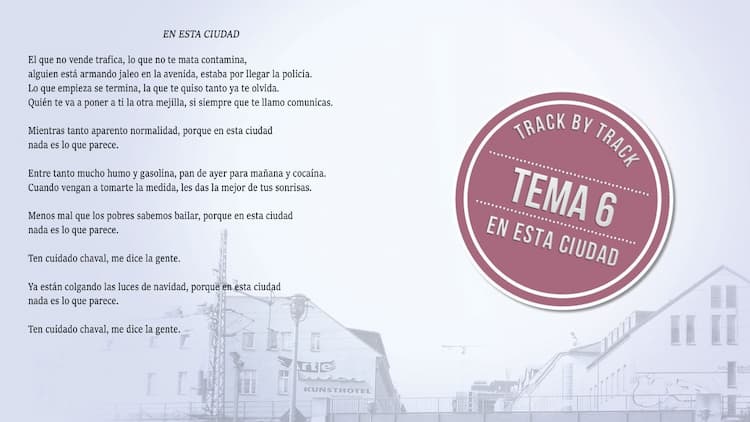 EN ESTA CIUDAD
El que no vende trafica, lo que no te mata contamina,
alguien está armando jaleo en la avenida, estaba por llegar la policia.
Lo que empieza se termina, la que te quiso tanto ya te olvida.
Quién te va a poner a ti la otra mejilla, si siempre que te llamo comunicas.
Mientras tanto aparento normalidad, porque en esta ciudad
nada es lo que parece.
Entre tanto mucho humo y gasolina, pan de ayer para mañana y cocaína.
Cuando vengan a tomarte la medida, les das la mejor de tus sonrisas.
Menos mal que los pobres sabemos bailar, porque en esta ciudad
nada es lo que parece.
Ten cuidado chaval, me dice la gente.
Ya están colgando las luces de navidad, porque en esta ciudad
nada es lo que parece.
Ten cuidado chaval, me dice la gente.
TRACK BY TRACK
TEMA 6
EN ESTA CIUDAD
KUNSTHOTEL